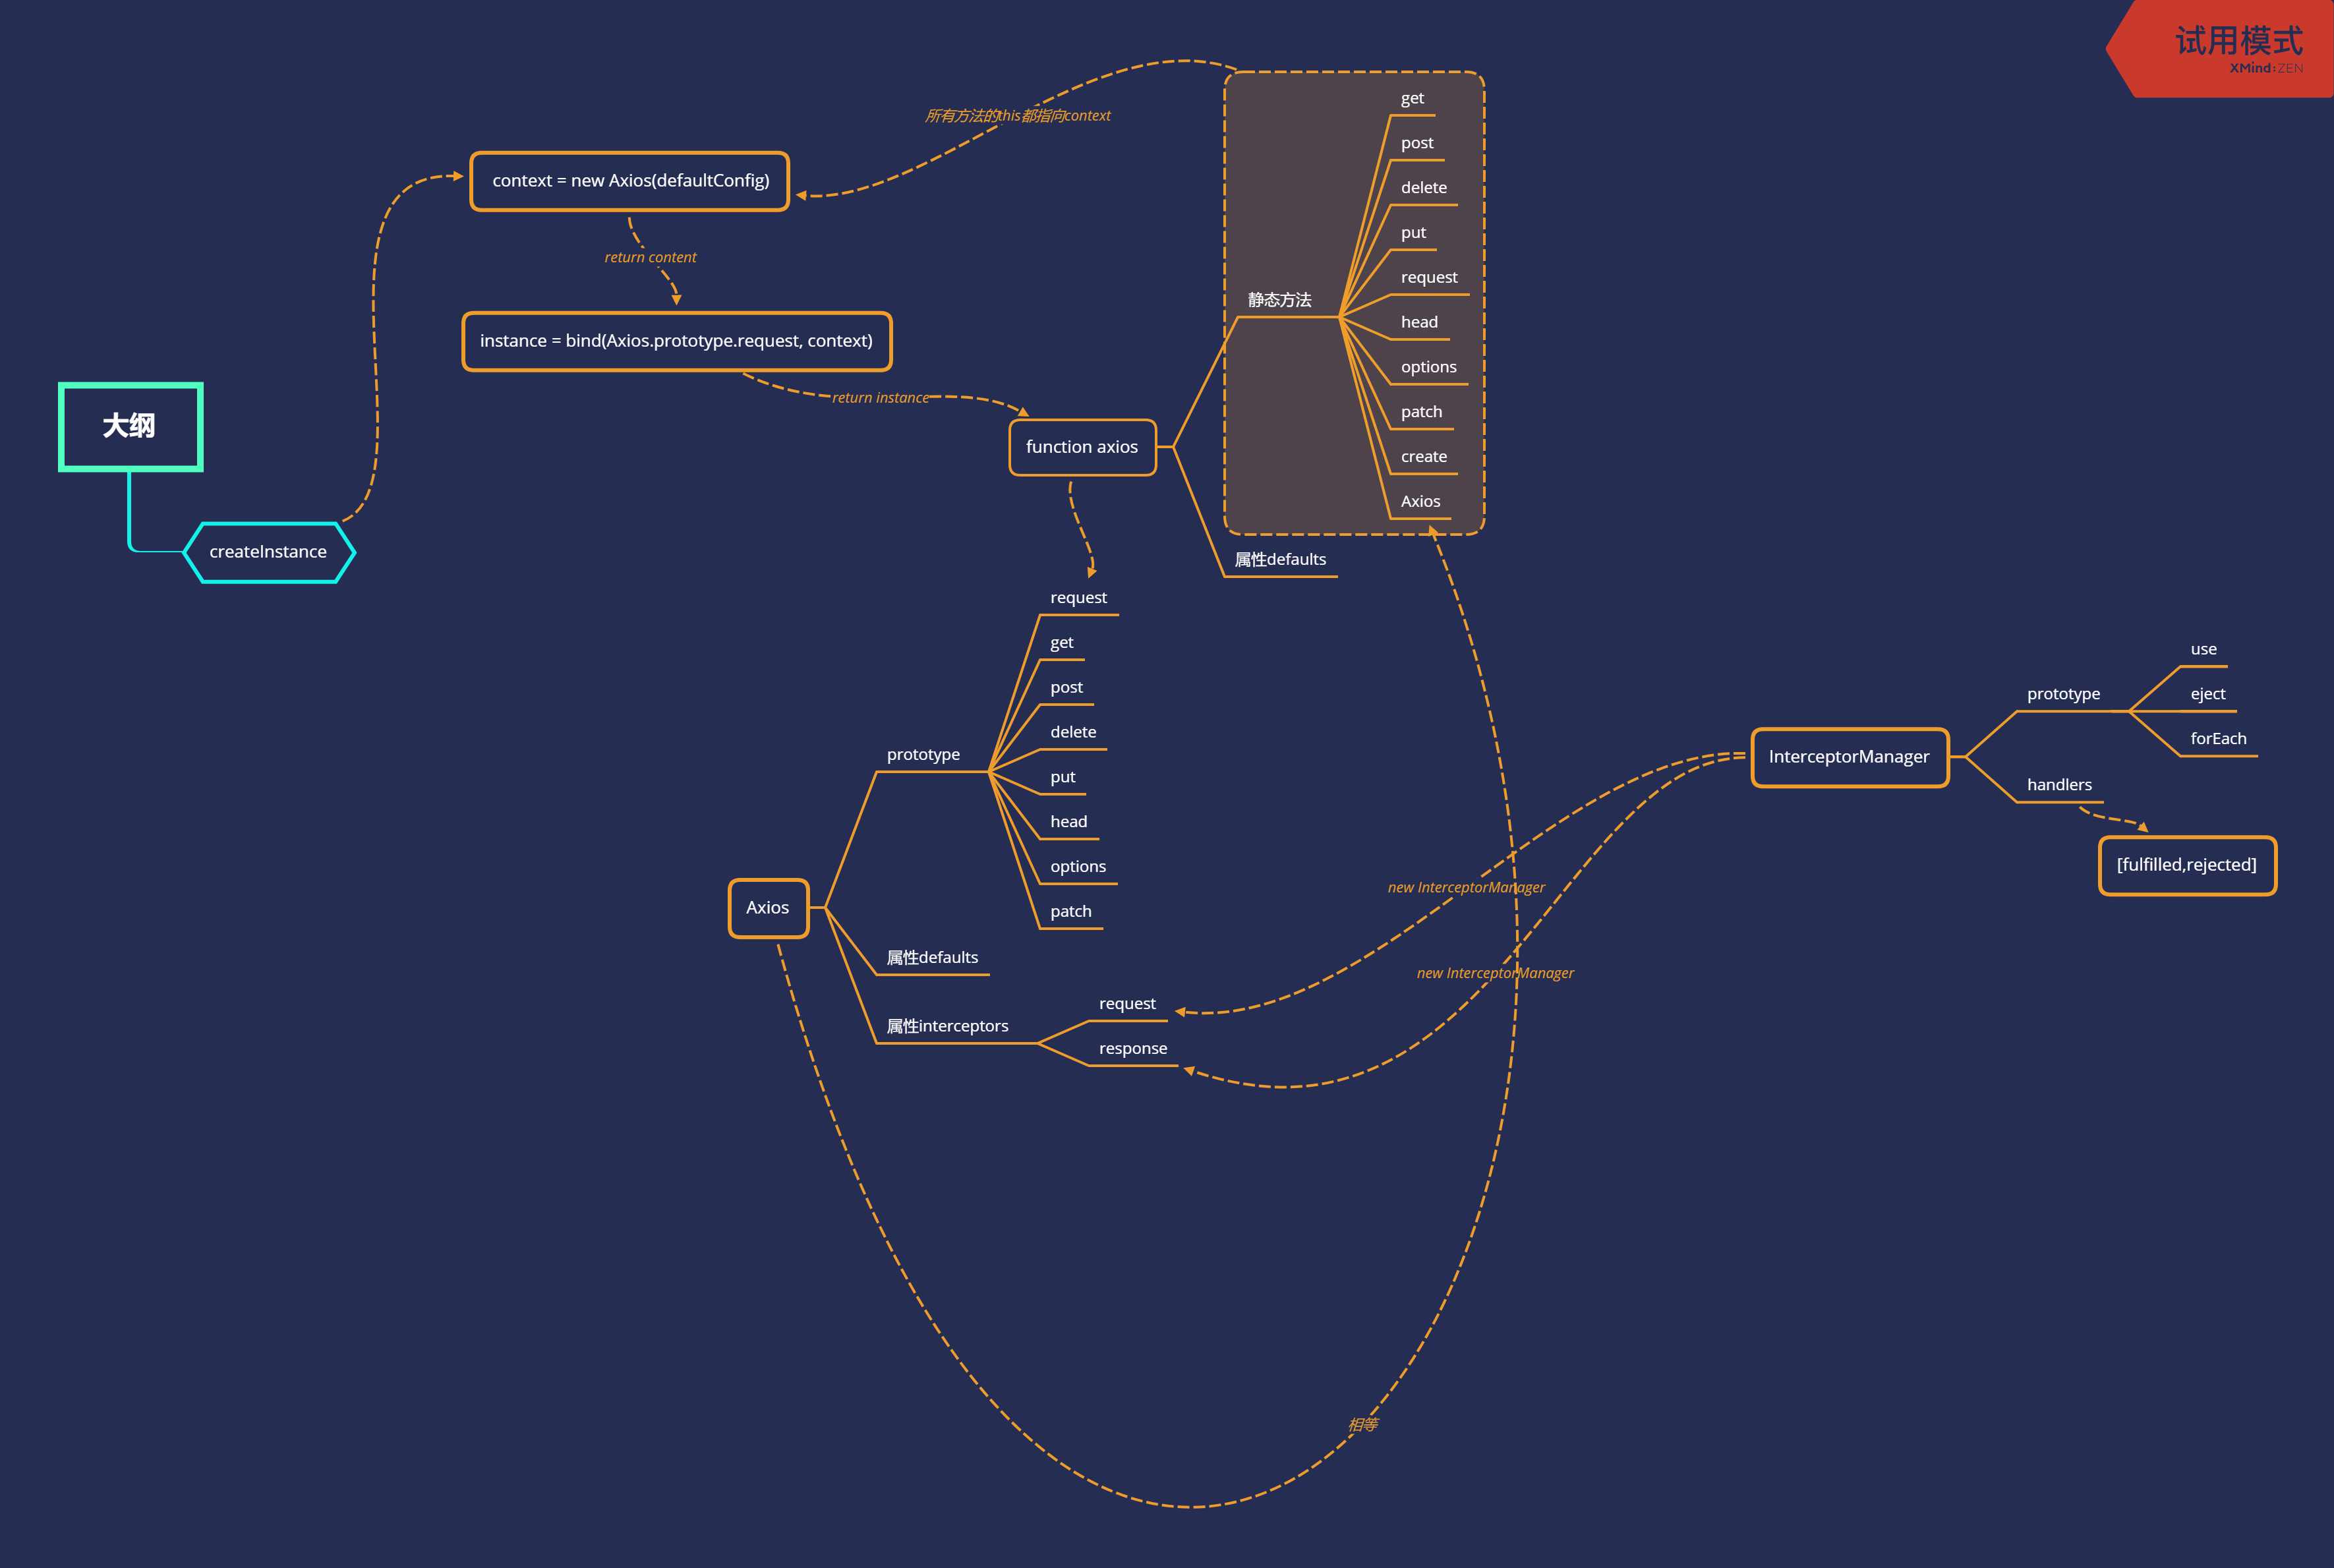 试用模式
XMind:ZEN
大纲
createInstance
context = new Axios(defaultConfig)
return content
instance = bind(Axios.prototype.request, context)
return instance
所有方法的this都指向context
function axios
静态方法
get
post
delete
put
request
head
options
patch
create
Axios
属性defaults
Axios
prototype
request
get
post
delete
put
head
options
patch
属性defaults
属性interceptors
request
response
new InterceptorManager
new InterceptorManager
InterceptorManager
prototype
use
eject
forEach
handlers
[fulfilled,rejected]
相等